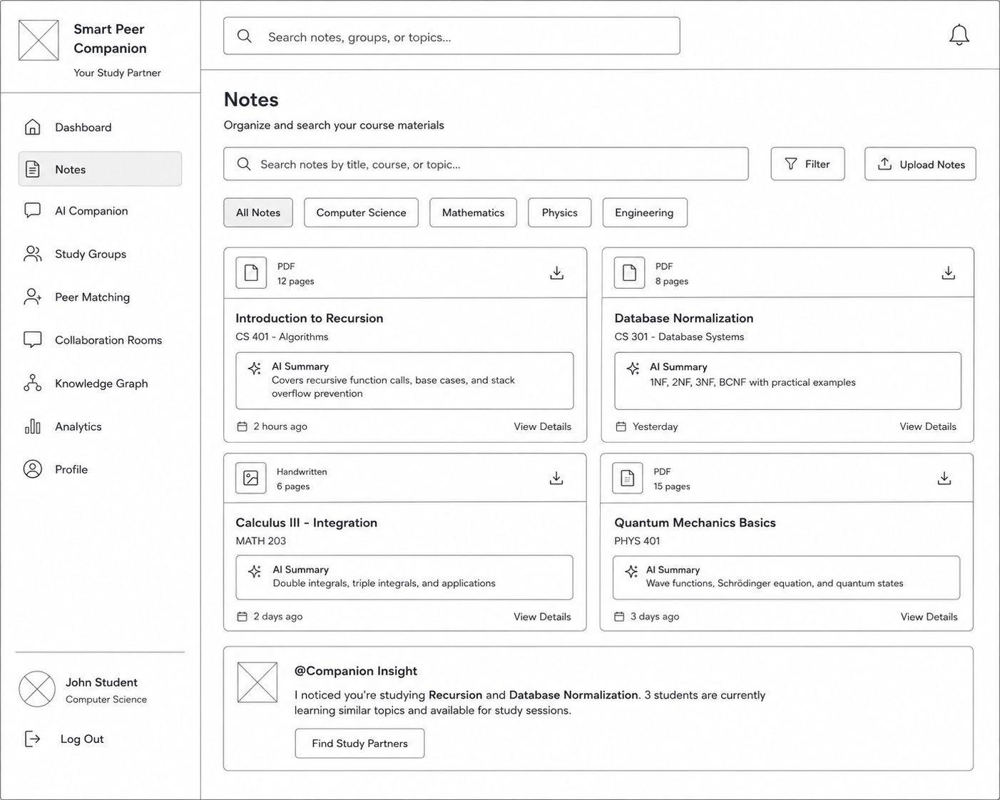 Smart Peer
Companion
Your Study Partner
Dashboard
Notes
AI Companion
Study Groups
Peer Matching
Collaboration Rooms
Knowledge Graph
Analytics
Profile
John Student
Computer Science
Log Out
Search notes, groups, or topics...
Notes
Organize and search your course materials
Search notes by title, course, or topic...
Filter
Upload Notes
All Notes
Computer Science
Mathematics
Physics
Engineering
PDF
12 pages
Introduction to Recursion
CS 401 - Algorithms
AI Summary
Covers recursive function calls, base cases, and stack
overflow prevention
2 hours ago
View Details
PDF
8 pages
Database Normalization
CS 301 - Database Systems
AI Summary
1NF, 2NF, 3NF, BCNF with practical examples
Yesterday
View Details
Handwritten
6 pages
Calculus III - Integration
MATH 203
AI Summary
Double integrals, triple integrals, and applications
2 days ago
View Details
PDF
15 pages
Quantum Mechanics Basics
PHYS 401
AI Summary
Wave functions, Schrödinger equation, and quantum states
3 days ago
View Details
@Companion Insight
I noticed you're studying Recursion and Database Normalization. 3 students are currently
learning similar topics and available for study sessions.
Find Study Partners